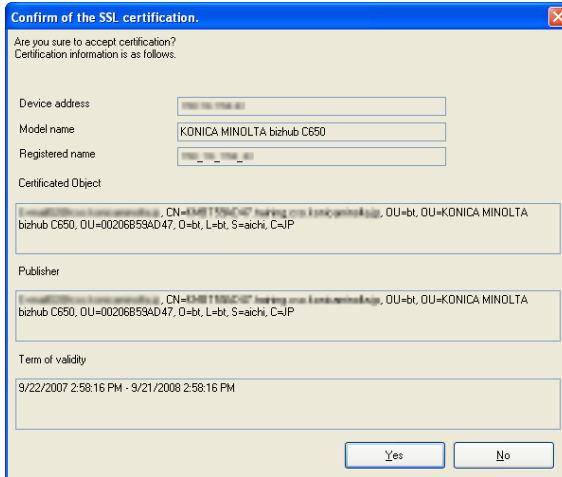 Confirm of the SSL certification.
Are you sure to accept certification?
Certification information is as follows.
Device address
Model name
KONICA MINOLTA bizhub C650
Registered name
Certificated Object
, CN= , OU=bt, OU=KONICA MINOLTA
bizhub C650, OU=00206B59AD47, O=bt, L=bt, S=aichi, C=JP
Publisher
, CN= , OU=bt, OU=KONICA MINOLTA
bizhub C650, OU=00206B59AD47, O=bt, L=bt, S=aichi, C=JP
Term of validity
9/22/2007 2:58:16 PM - 9/21/2008 2:58:16 PM
Yes
No